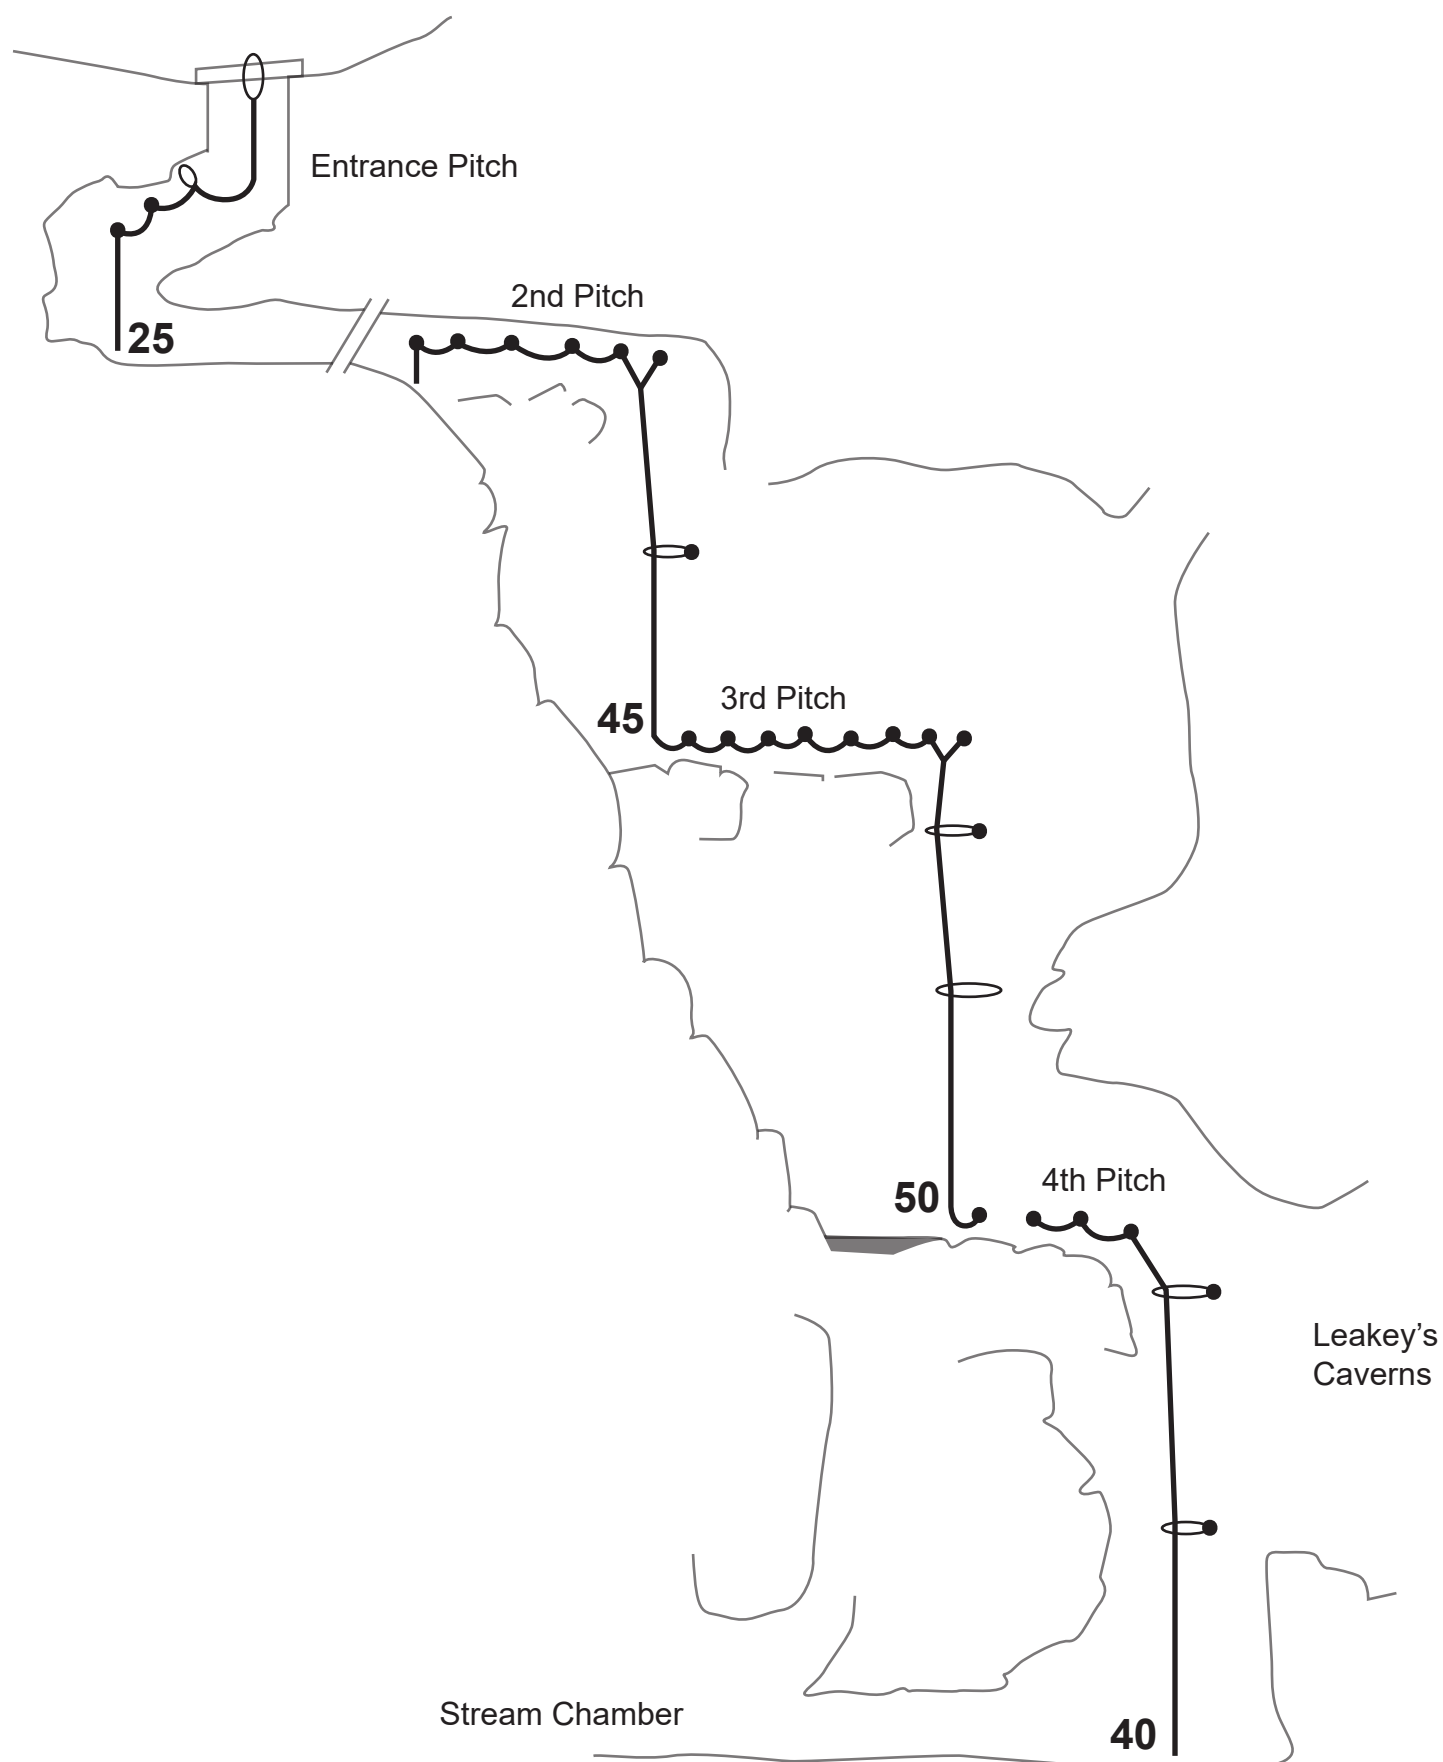 Entrance Pitch
2nd Pitch
25
3rd Pitch
45
4th Pitch
50
Leakey’s
Caverns
Stream Chamber
40